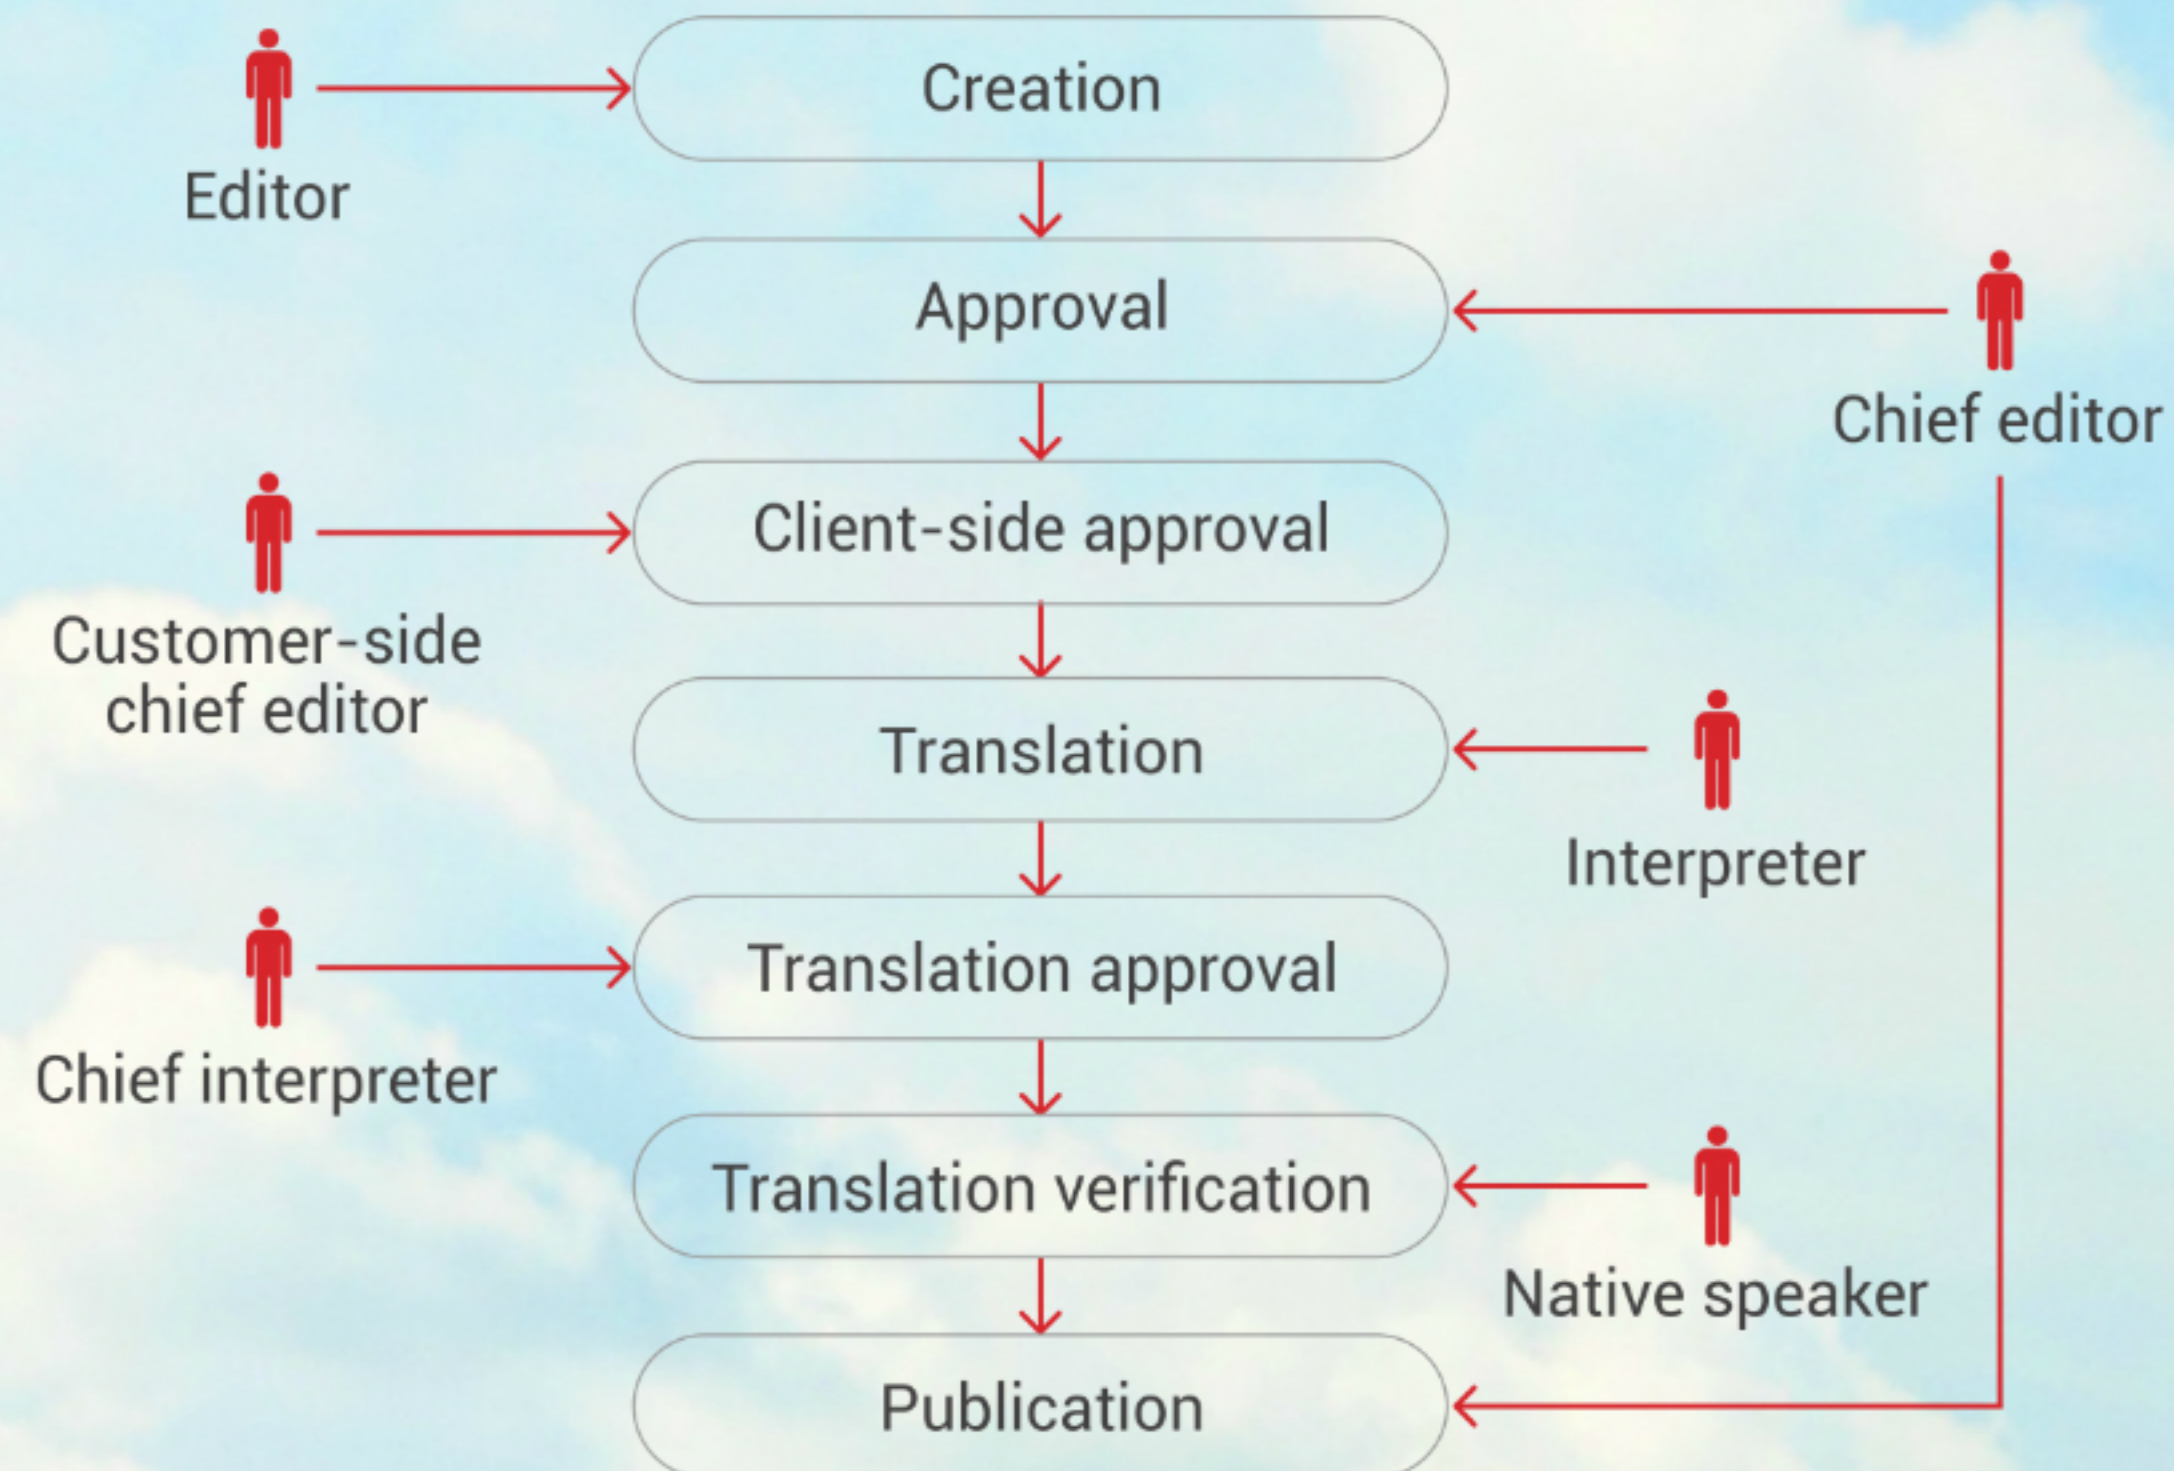 Creation
Editor
Approval
Chief editor
Client-side approval
Customer-side
chief editor
Translation
Interpreter
Translation approval
Chief interpreter
Translation verification
Native speaker
Publication